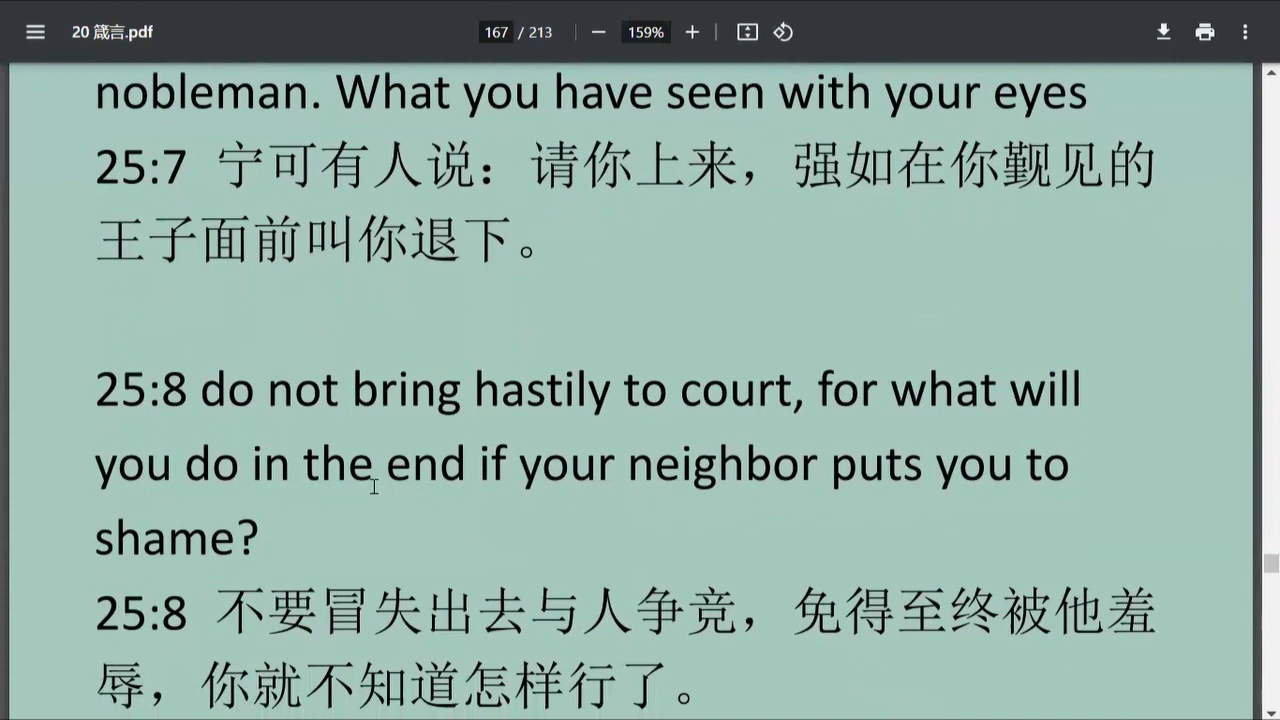 20 箴言.pdf
167 / 213
159%
nobleman. What you have seen with your eyes
25:7 宁可有人说：请你上来，强如在你觐见的
王子面前叫你退下。
25:8 do not bring hastily to court, for what will
you do in the end if your neighbor puts you to
shame?
25:8 不要冒失出去与人争竞，免得至终被他羞
辱，你就不知道怎样行了。